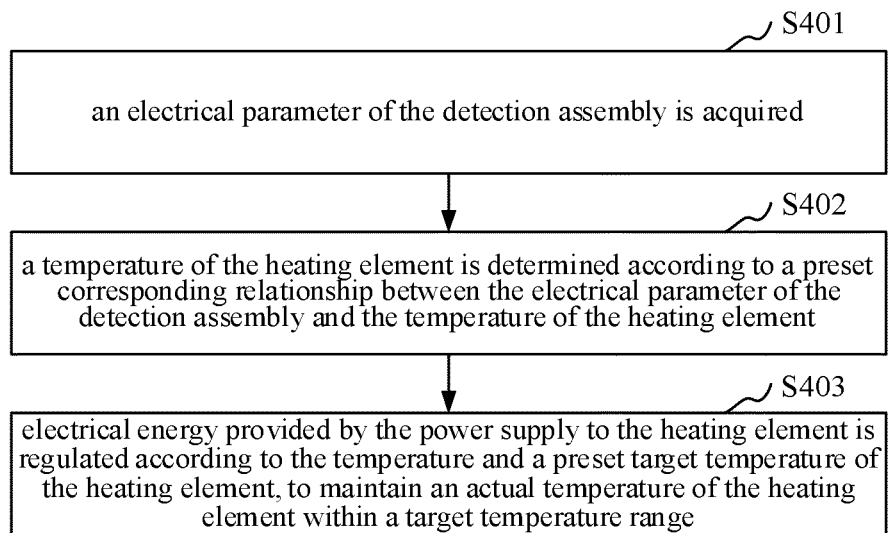 S401
an electrical parameter of the detection assembly is acquired
S402
a temperature of the heating element is determined according to a preset
corresponding relationship between the electrical parameter of the
detection assembly and the temperature of the heating element
S403
electrical energy provided by the power supply to the heating element is
regulated according to the temperature and a preset target temperature of
the heating element, to maintain an actual temperature of the heating
element within a target temperature range